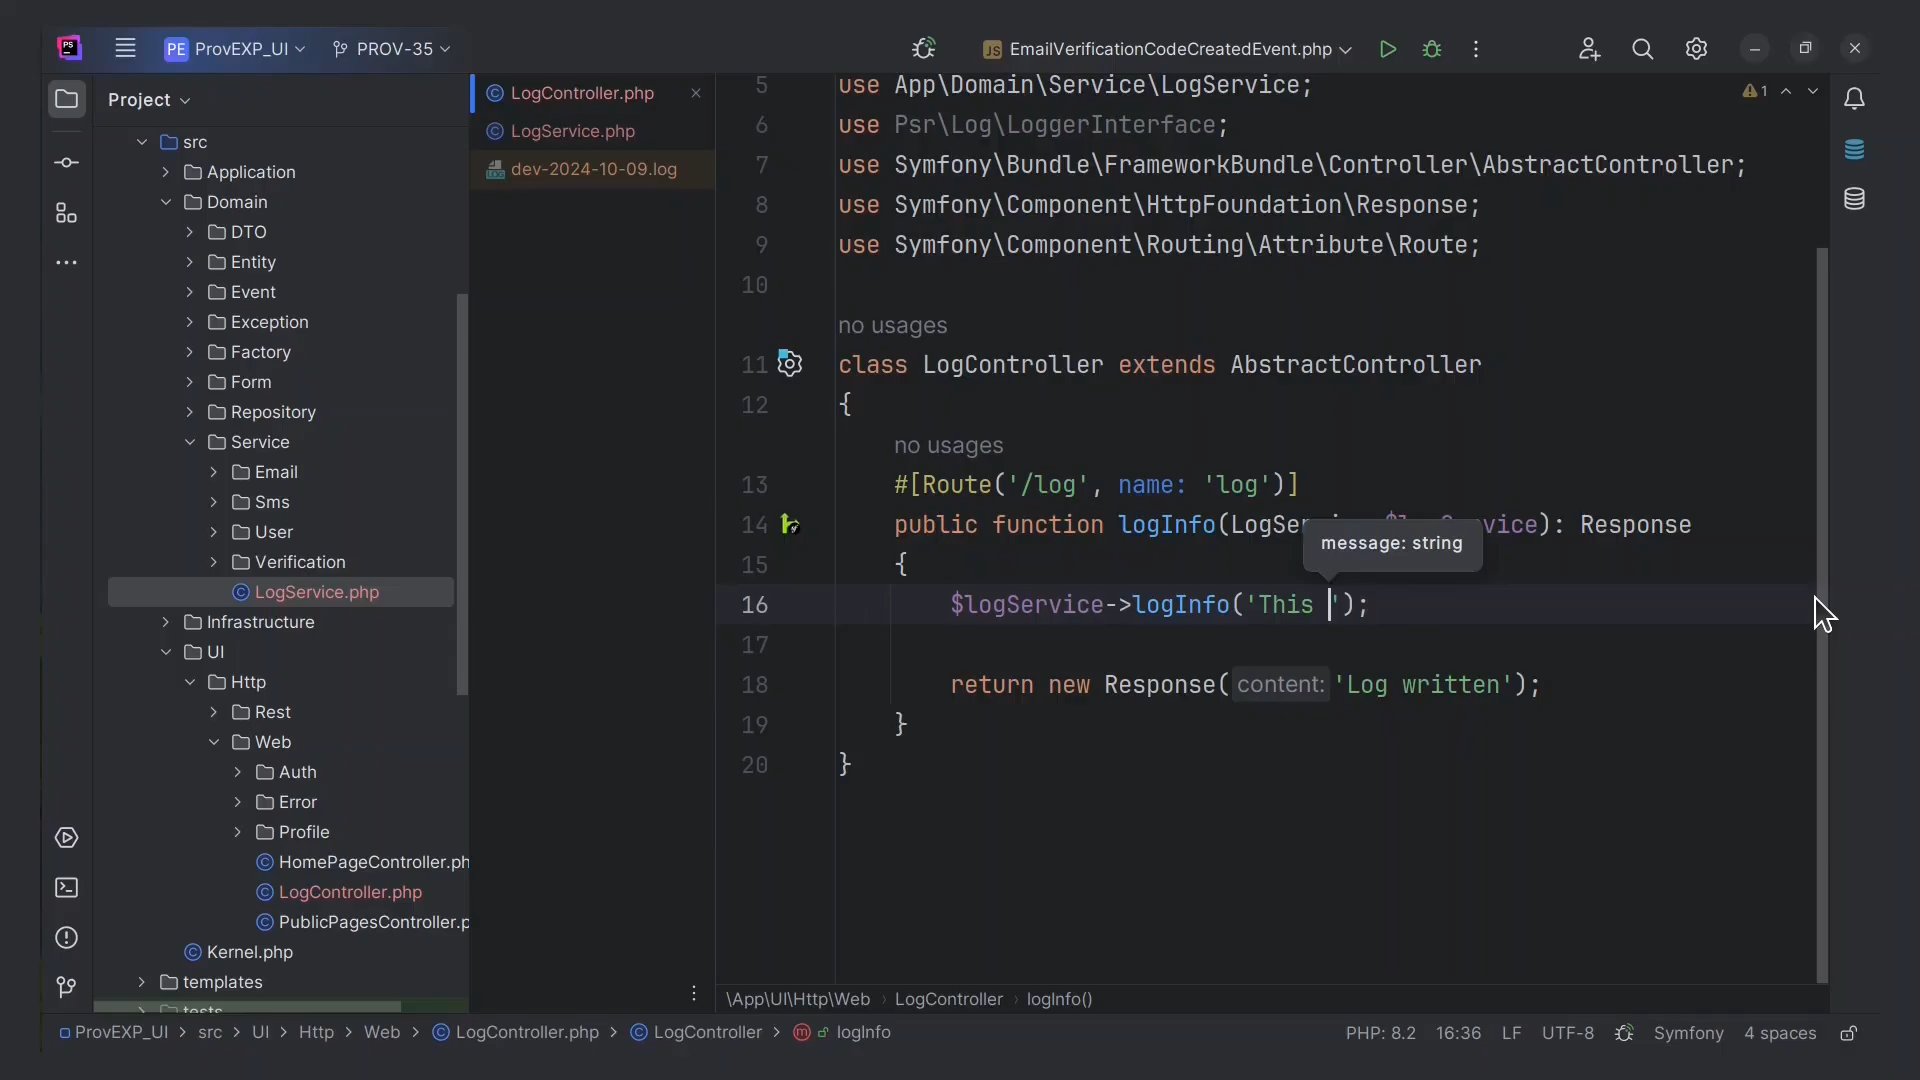 PS
PE ProvEXP_UI
PROV-35
JS EmailVerificationCodeCreatedEvent.php
Project
src
Application
Domain
DTO
Entity
Event
Exception
Factory
Form
Repository
Service
Email
Sms
User
Verification
LogService.php
Infrastructure
UI
Http
Rest
Web
Auth
Error
Profile
HomePageController.ph
LogController.php
PublicPagesController.p
Kernel.php
templates
tests
LogController.php
LogService.php
LOG dev-2024-10-09.log
1
5 use App\Domain\Service\LogService;
6 use Psr\Log\LoggerInterface;
7 use Symfony\Bundle\FrameworkBundle\Controller\AbstractController;
8 use Symfony\Component\HttpFoundation\Response;
9 use Symfony\Component\Routing\Attribute\Route;
10
no usages
11 class LogController extends AbstractController
12 {
no usages
13 #[Route('/log', name: 'log')]
14 public function logInfo(LogSer vice): Response
message: string
15 {
16 $logService->logInfo('This ');
17
18 return new Response( content: 'Log written');
19 }
20 }
\App\UI\Http\Web › LogController › logInfo()
ProvEXP_UI > src > UI > Http > Web > LogController.php > LogController > m logInfo
PHP: 8.2 16:36 LF UTF-8 Symfony 4 spaces